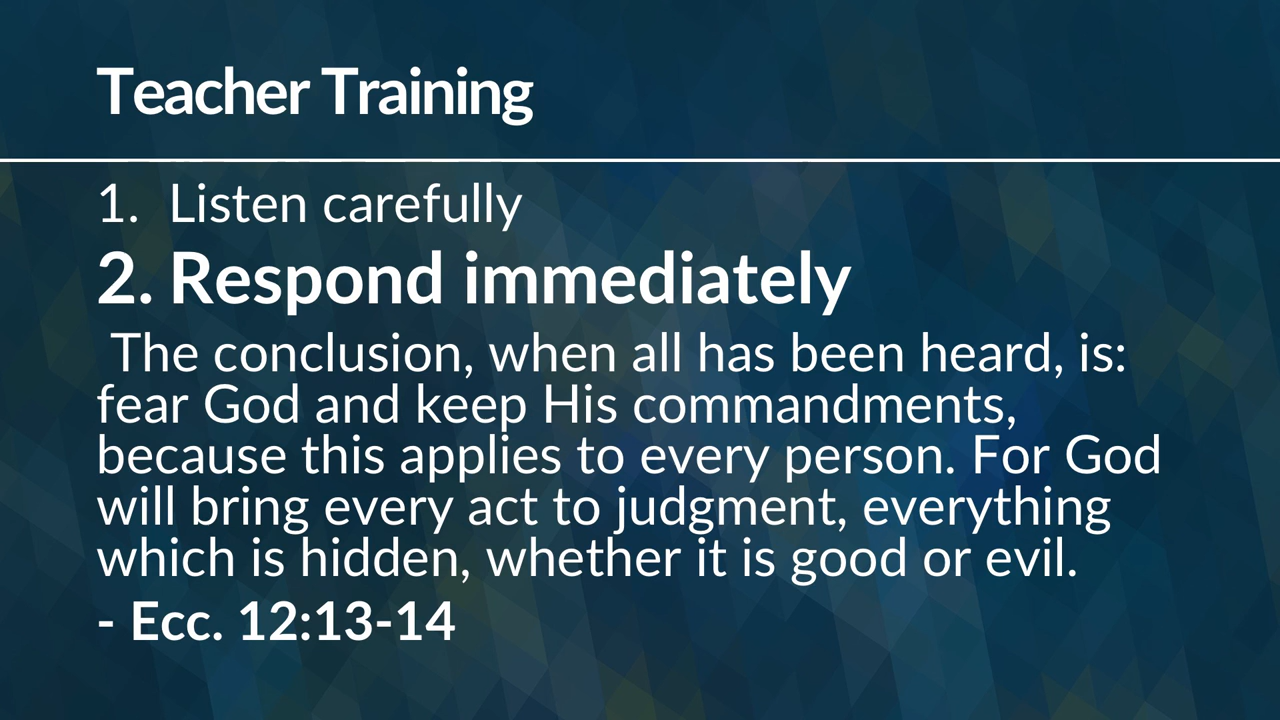 Teacher Training
1. Listen carefully
2. Respond immediately
The conclusion, when all has been heard, is:
fear God and keep His commandments,
because this applies to every person. For God
will bring every act to judgment, everything
which is hidden, whether it is good or evil.
- Ecc. 12:13-14